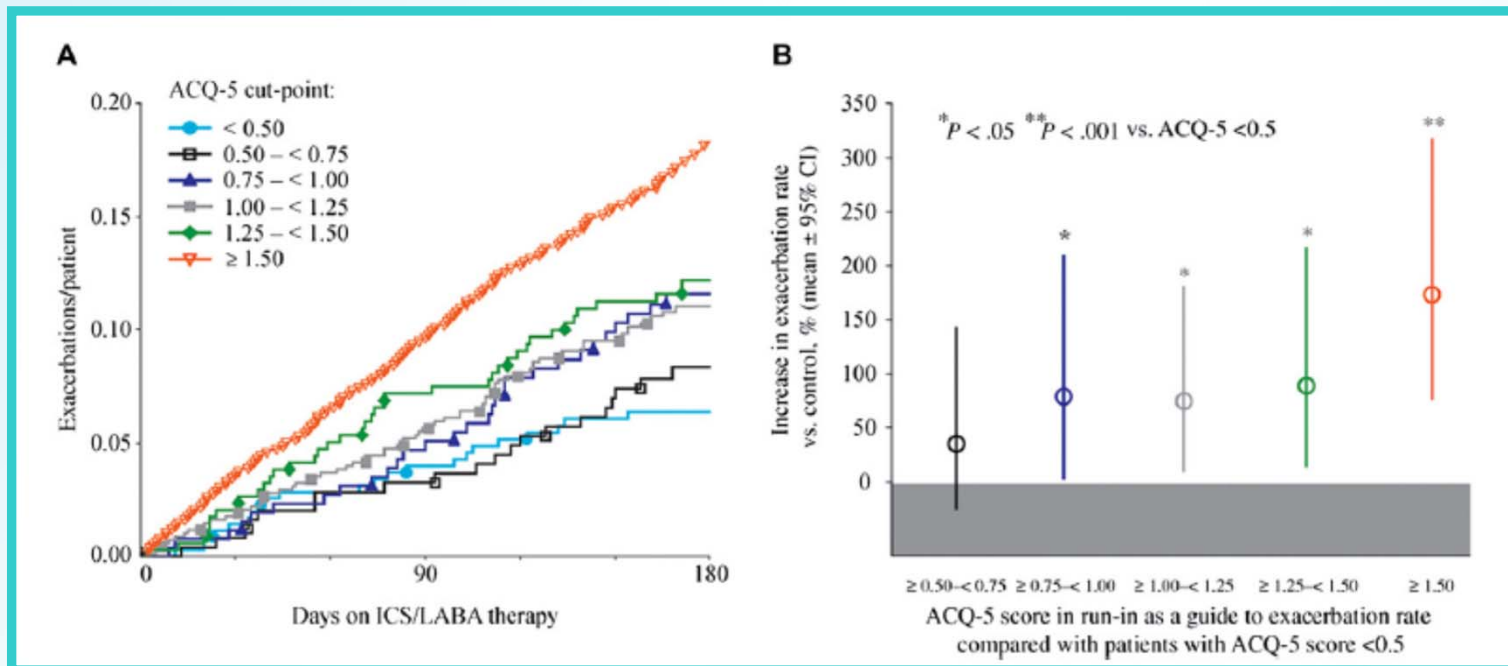 A
ACQ-5 cut-point:
< 0.50
0.50 – < 0.75
0.75 – < 1.00
1.00 – < 1.25
1.25 – < 1.50
≥ 1.50
0.20
0.15
0.10
0.05
0.00
Exacerbations/patient
0
90
180
Days on ICS/LABA therapy
B
*P < .05 **P < .001 vs. ACQ-5 <0.5
350
300
250
200
150
100
50
0
Increase in exacerbation rate
vs. control, % (mean ± 95% CI)
*
*
*
**
≥ 0.50–< 0.75
≥ 0.75–< 1.00
≥ 1.00–< 1.25
≥ 1.25–< 1.50
≥ 1.50
ACQ-5 score in run-in as a guide to exacerbation rate
compared with patients with ACQ-5 score <0.5